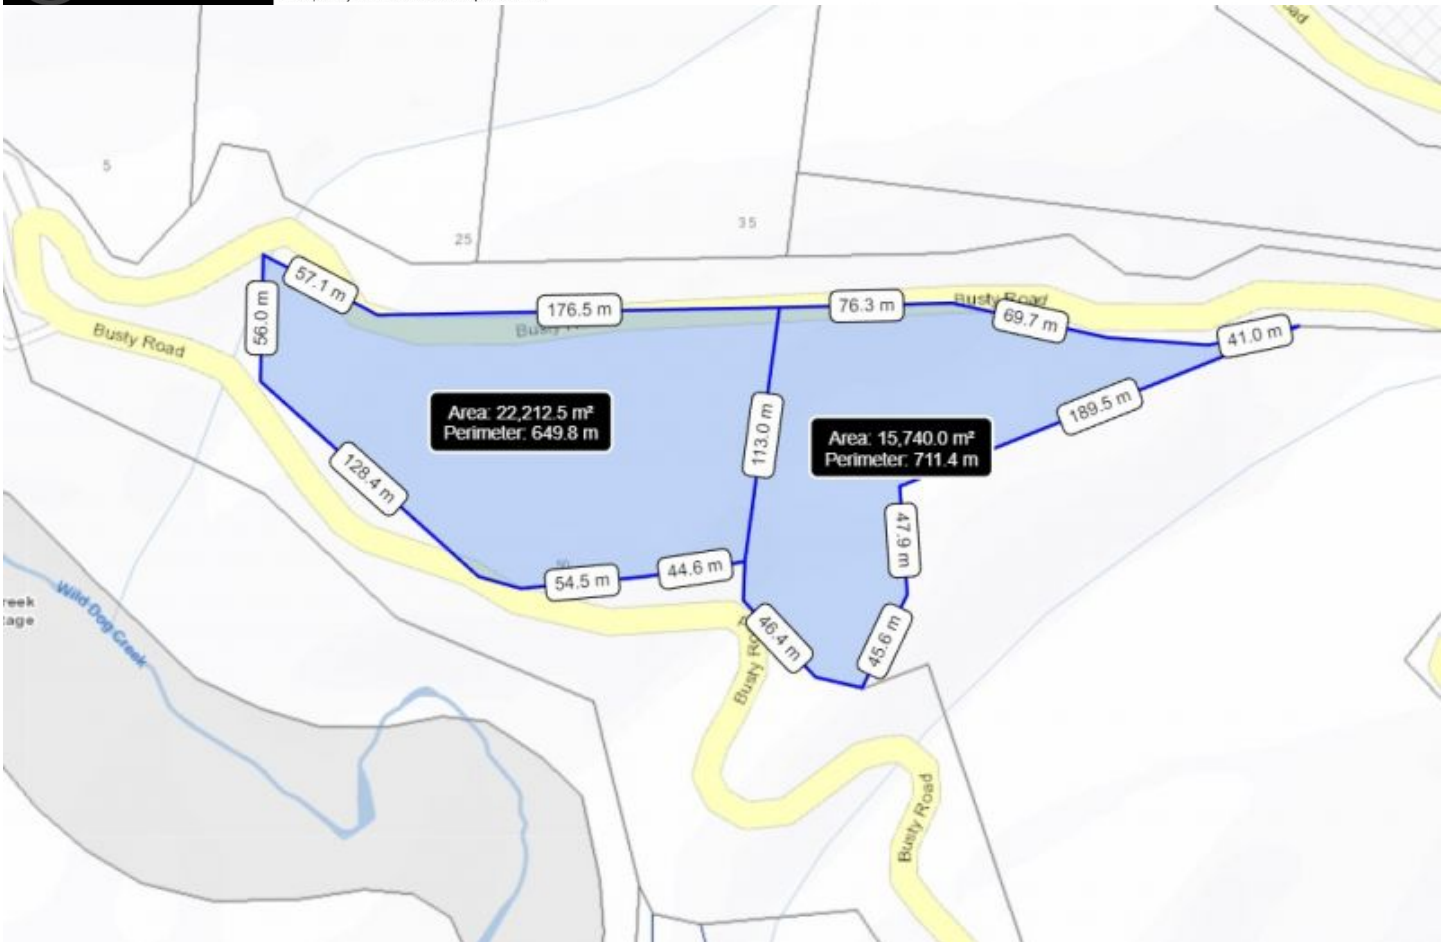 oad
5
35
25
57.1 m
176.5 m
76.3 m
Busty Road
69.7 m
41.0 m
56.0 m
Busty Road
Busty R
189.5 m
Area: 22,212.5 m²
Perimeter: 649.8 m
113.0 m
Area: 15,740.0 m²
Perimeter: 711.4 m
128.4 m
47.9 m
54.5 m
44.6 m
reek
tage
Wild Dog Creek
46.4 m
45.6 m
Busty Ro
Busty Road